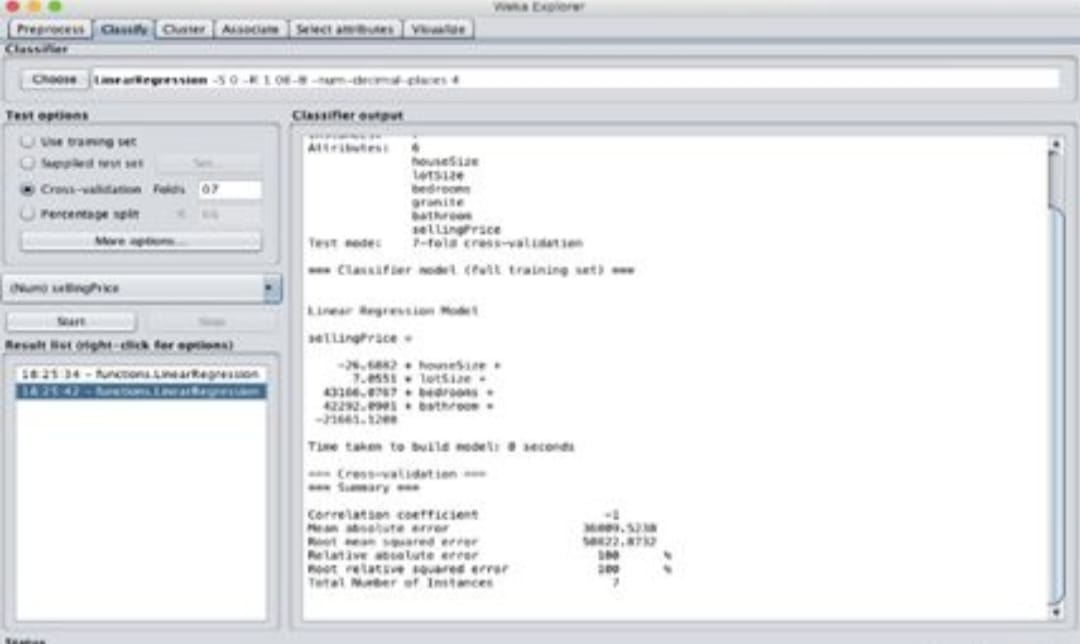 Weka Explorer
Preprocess Classify Cluster Associate Select attributes Visualize
Classifier
Choose LinearRegression -S 0 -R 1.0E-8 -num-decimal-places 4
Test options
Use training set
Supplied test set Set...
Cross-validation Folds 07
Percentage split % 66
More options...
(Num) sellingPrice
Start Stop
Result list (right-click for options)
18:25:34 - functions.LinearRegression
18:25:42 - functions.LinearRegression
Classifier output
Attributes: 6
houseSize
lotSize
bedrooms
granite
bathroom
sellingPrice
Test mode: 7-fold cross-validation
=== Classifier model (full training set) ===
Linear Regression Model
sellingPrice =
-26.6882 * houseSize +
7.0551 * lotSize +
43166.0767 * bedrooms +
42292.0901 * bathroom +
-21661.1208
Time taken to build model: 0 seconds
=== Cross-validation ===
=== Summary ===
Correlation coefficient -1
Mean absolute error 36809.5238
Root mean squared error 50822.8732
Relative absolute error 100 %
Root relative squared error 100 %
Total Number of Instances 7
Status